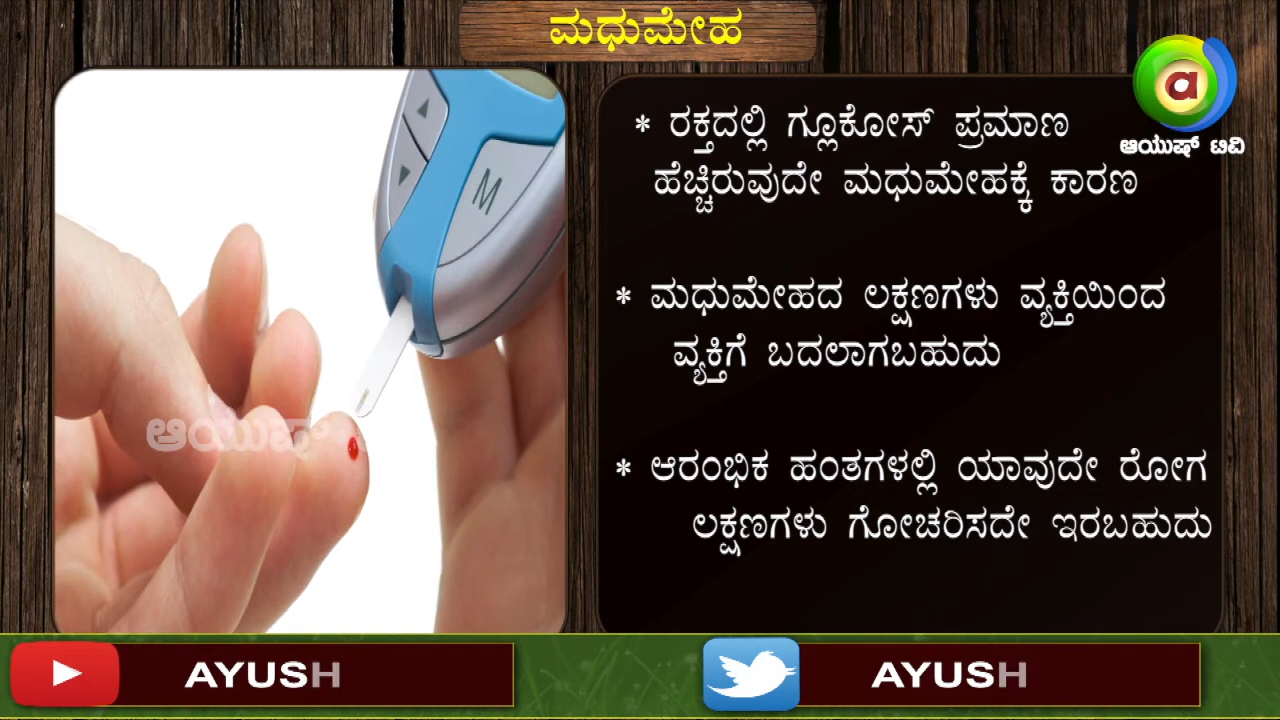 ಮಧುಮೇಹ
a
ಆಯುಷ್ ಟಿವಿ
* ರಕ್ತದಲ್ಲಿ ಗ್ಲೂಕೋಸ್ ಪ್ರಮಾಣ
ಹೆಚ್ಚಿರುವುದೇ ಮಧುಮೇಹಕ್ಕೆ ಕಾರಣ
* ಮಧುಮೇಹದ ಲಕ್ಷಣಗಳು ವ್ಯಕ್ತಿಯಿಂದ
ವ್ಯಕ್ತಿಗೆ ಬದಲಾಗಬಹುದು
* ಆರಂಭಿಕ ಹಂತಗಳಲ್ಲಿ ಯಾವುದೇ ರೋಗ
ಲಕ್ಷಣಗಳು ಗೋಚರಿಸದೇ ಇರಬಹುದು
M
ಆಯುಷ್
AYUSH
AYUSH